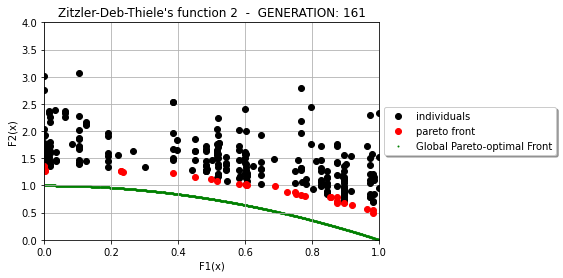 Zitzler-Deb-Thiele's function 2 - GENERATION: 161
4.0
3.5
3.0
2.5
2.0
1.5
1.0
0.5
0.0
F2(x)
0.0 0.2 0.4 0.6 0.8 1.0
F1(x)
individuals
pareto front
Global Pareto-optimal Front